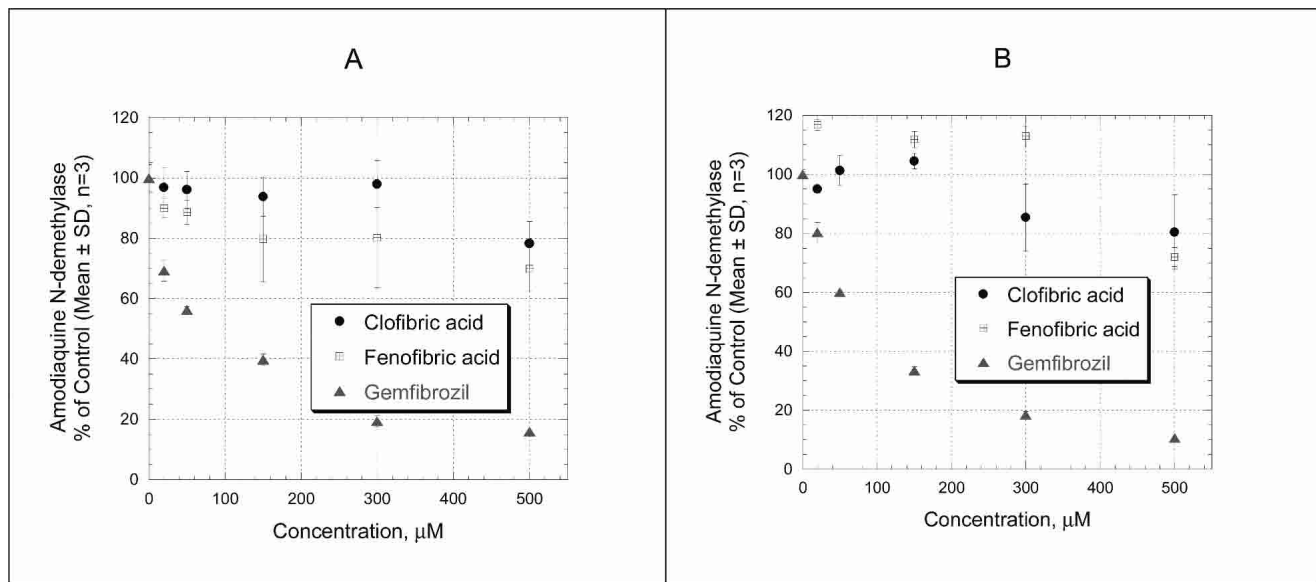 A
Amodiaquine N-demethylase
% of Control (Mean ± SD, n=3)
120
100
80
60
40
20
0
Clofibric acid
Fenofibric acid
Gemfibrozil
0 100 200 300 400 500
Concentration, μM
B
Amodiaquine N-demethylase
% of Control (Mean ± SD, n=3)
120
100
80
60
40
20
0
Clofibric acid
Fenofibric acid
Gemfibrozil
0 100 200 300 400 500
Concentration, μM